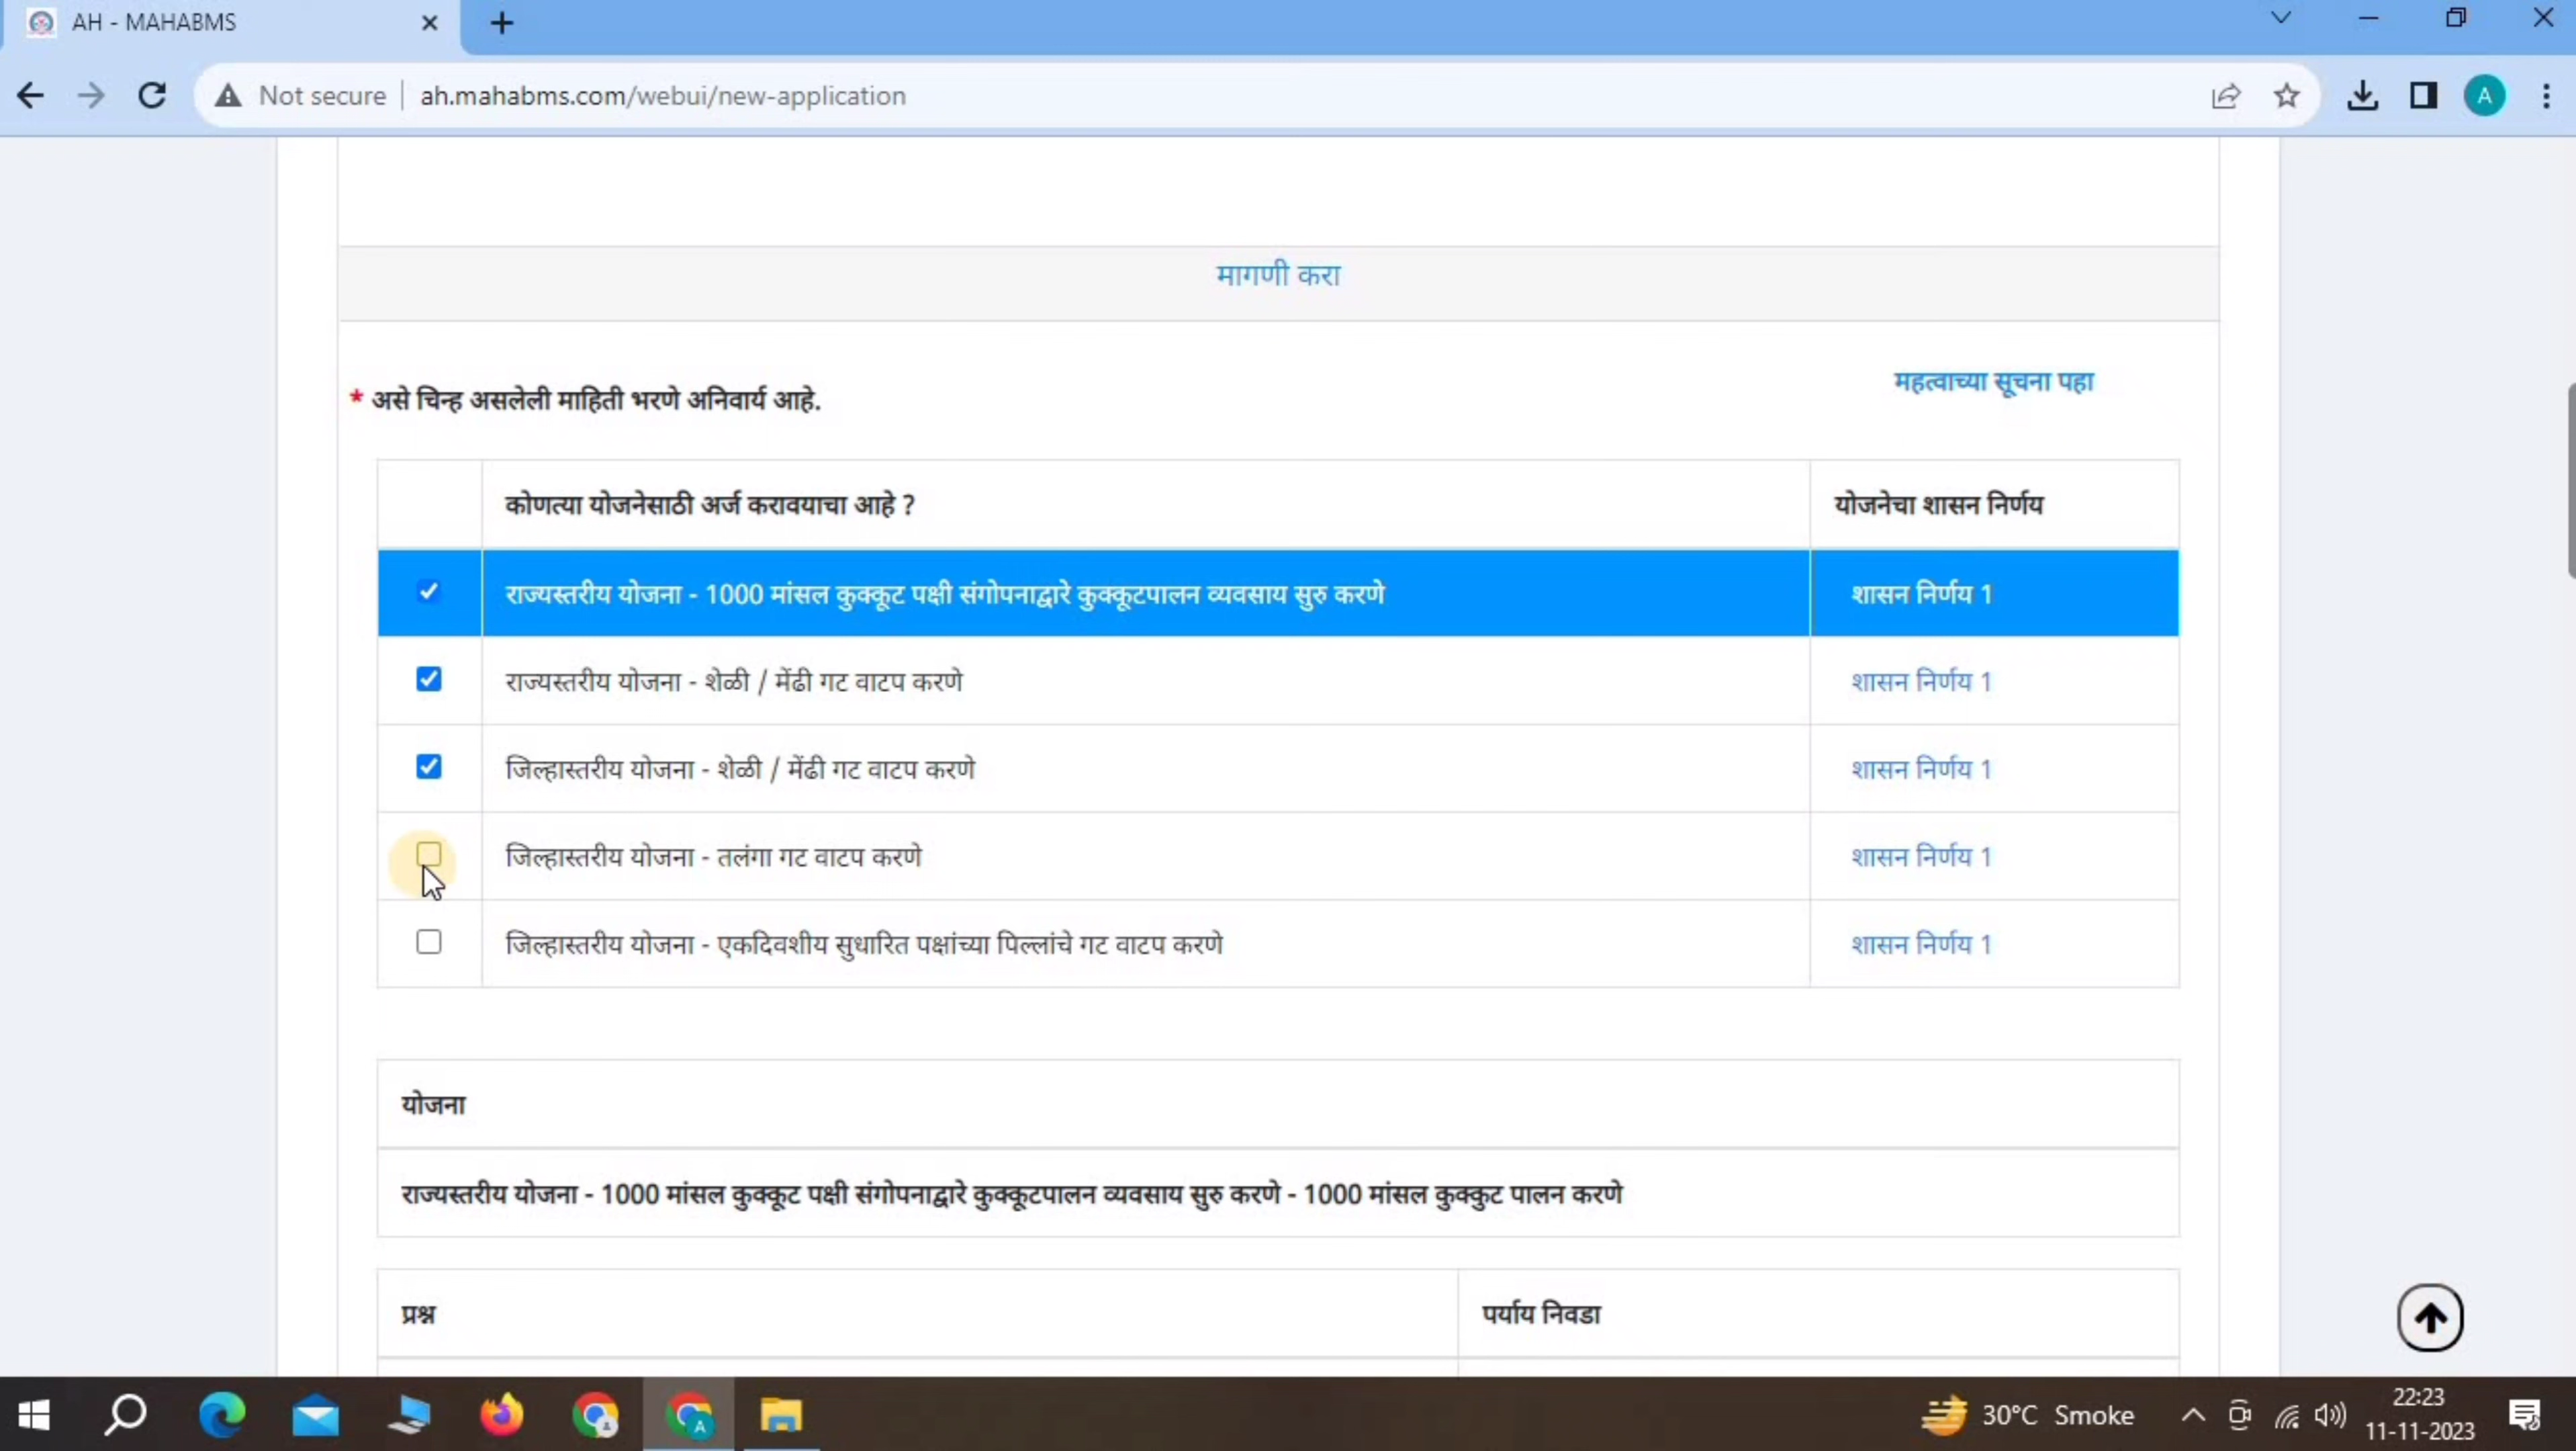 AH - MAHABMS
Not secure
ah.mahabms.com/webui/new-application
A
मागणी करा
महत्वाच्या सूचना पहा
* असे चिन्ह असलेली माहिती भरणे अनिवार्य आहे.
कोणत्या योजनेसाठी अर्ज करावयाचा आहे ?
योजनेचा शासन निर्णय
राज्यस्तरीय योजना - 1000 मांसल कुक्कूट पक्षी संगोपनाद्वारे कुक्कूटपालन व्यवसाय सुरु करणे
शासन निर्णय 1
राज्यस्तरीय योजना - शेळी / मेंढी गट वाटप करणे
शासन निर्णय 1
जिल्हास्तरीय योजना - शेळी / मेंढी गट वाटप करणे
शासन निर्णय 1
जिल्हास्तरीय योजना - तलंगा गट वाटप करणे
शासन निर्णय 1
जिल्हास्तरीय योजना - एकदिवशीय सुधारित पक्षांच्या पिल्लांचे गट वाटप करणे
शासन निर्णय 1
योजना
राज्यस्तरीय योजना - 1000 मांसल कुक्कूट पक्षी संगोपनाद्वारे कुक्कूटपालन व्यवसाय सुरु करणे - 1000 मांसल कुक्कुट पालन करणे
प्रश्न
पर्याय निवडा
A
30°C Smoke
22:23
11-11-2023